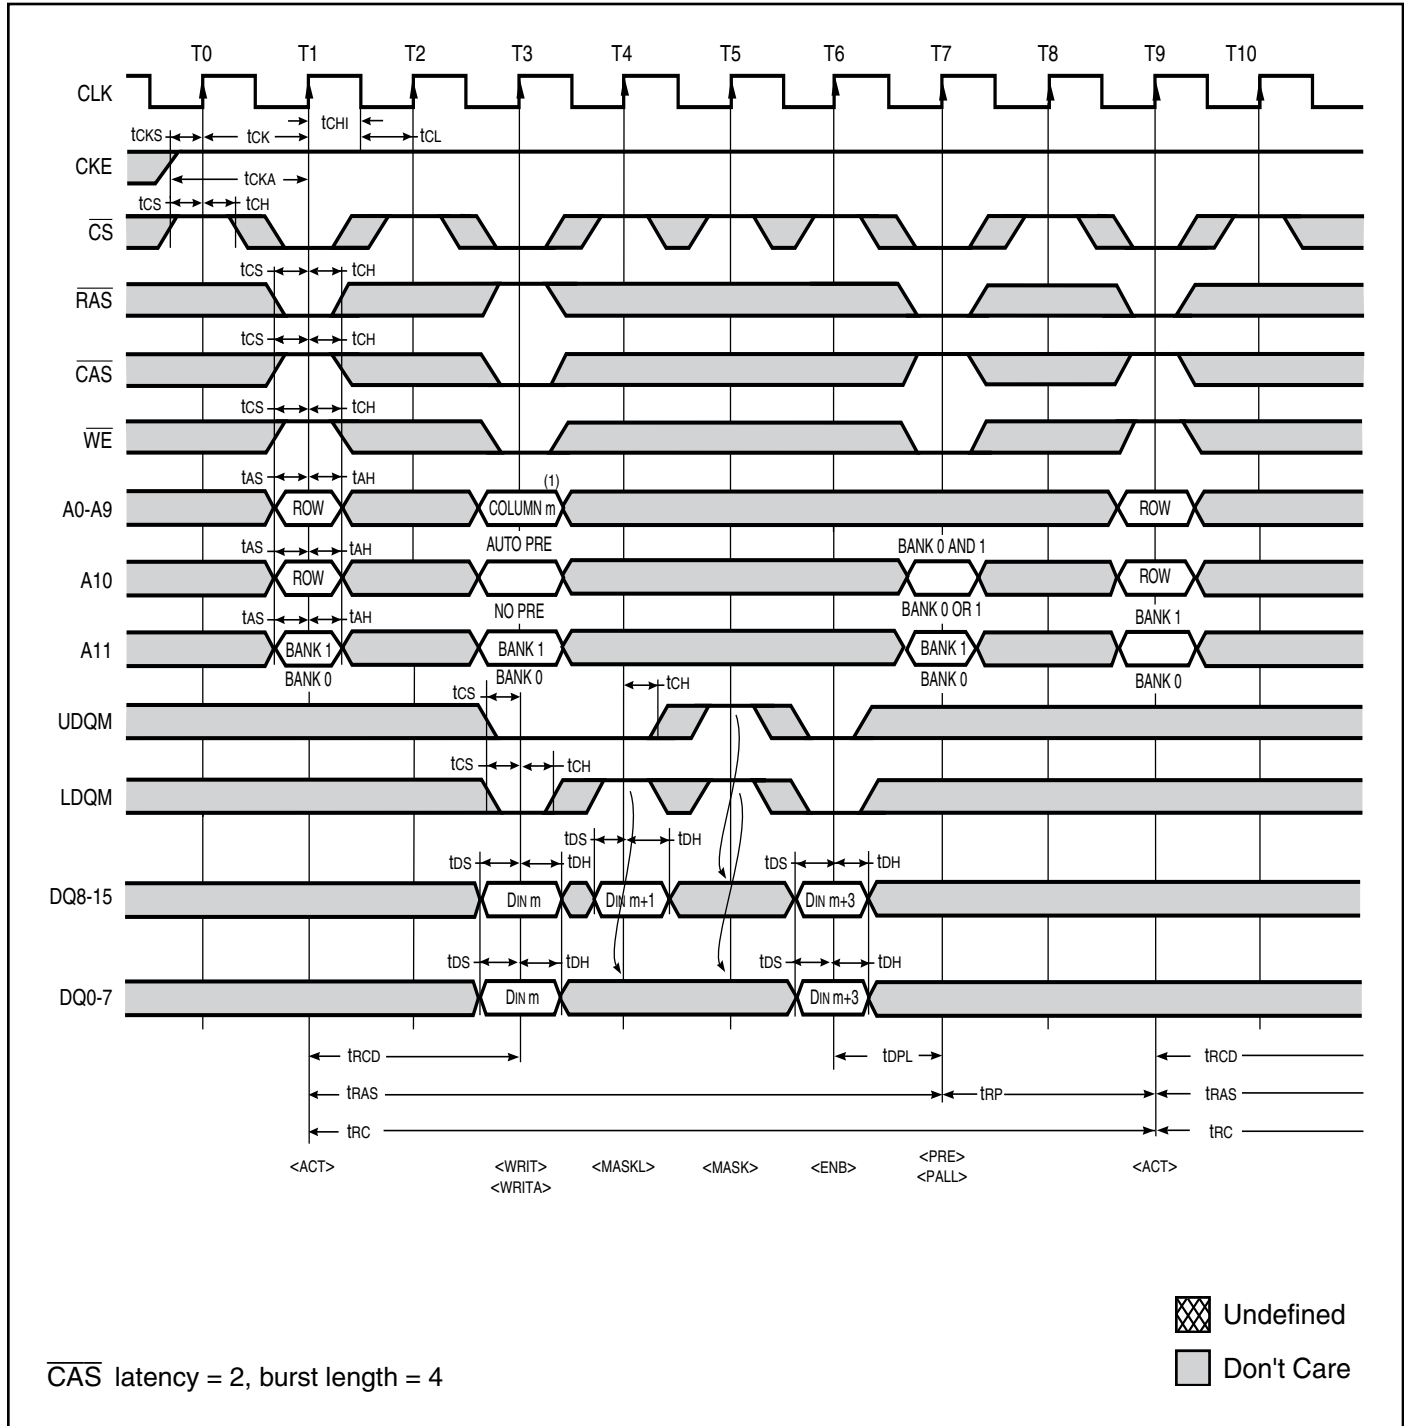 T0 T1 T2 T3 T4 T5 T6 T7 T8 T9 T10
CLK
tCHI
tCKS tCK tCL
CKE
tCKA
tCS tCH
CS
tCS tCH
RAS
tCS tCH
CAS
tCS tCH
WE
tAS tAH (1)
A0-A9 ROW COLUMN m ROW
tAS tAH AUTO PRE BANK 0 AND 1
A10 ROW ROW
tAS tAH NO PRE BANK 0 OR 1 BANK 1
A11 BANK 1 BANK 1 BANK 1
BANK 0 BANK 0 BANK 0 BANK 0
tCS tCH
UDQM
tCS tCH
LDQM
tDS tDH
tDS tDH tDS tDH
DQ8-15 DIN m DIN m+1 DIN m+3
tDS tDH tDS tDH
DQ0-7 DIN m DIN m+3
tRCD tDPL tRCD
tRAS tRP tRAS
tRC tRC
<ACT> <WRIT> <MASKL> <MASK> <ENB> <PRE> <ACT>
<WRITA> <PALL>
Undefined
Don't Care
CAS latency = 2, burst length = 4